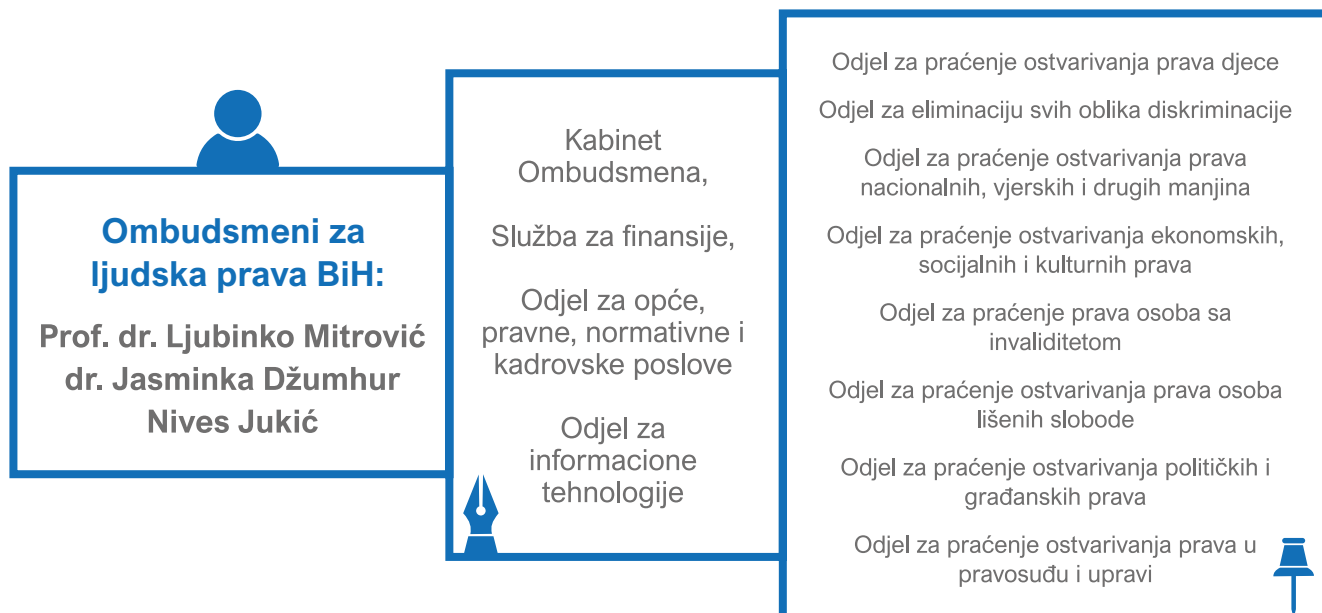 Ombudsmeni za
ljudska prava BiH:
Prof. dr. Ljubinko Mitrović
dr. Jasminka Džumhur
Nives Jukić
Kabinet
Ombudsmena,
Služba za finansije,
Odjel za opće,
pravne, normativne i
kadrovske poslove
Odjel za
informacione
tehnologije
Odjel za praćenje ostvarivanja prava djece
Odjel za eliminaciju svih oblika diskriminacije
Odjel za praćenje ostvarivanja prava
nacionalnih, vjerskih i drugih manjina
Odjel za praćenje ostvarivanja ekonomskih,
socijalnih i kulturnih prava
Odjel za praćenje prava osoba sa
invaliditetom
Odjel za praćenje ostvarivanja prava osoba
lišenih slobode
Odjel za praćenje ostvarivanja političkih i
građanskih prava
Odjel za praćenje ostvarivanja prava u
pravosuđu i upravi